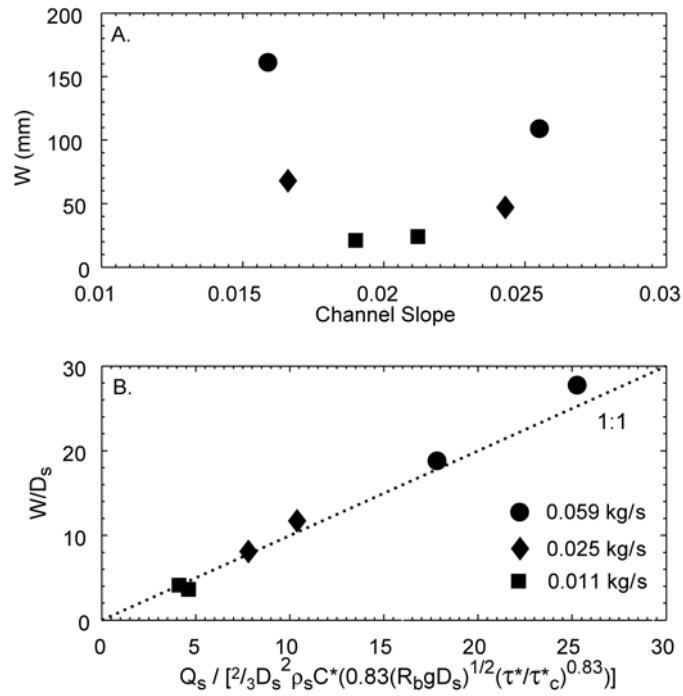 A.
200
150
100
50
0
W (mm)
0.01 0.015 0.02 0.025 0.03
Channel Slope
B.
30
20
10
0
W/Dₛ
1:1
0.059 kg/s
0.025 kg/s
0.011 kg/s
0 5 10 15 20 25 30
Qₛ / [²/₃Dₛ²ρₛC*(0.83(R_bgDₛ)^1/2(τ*/τ*_c)^0.83)]